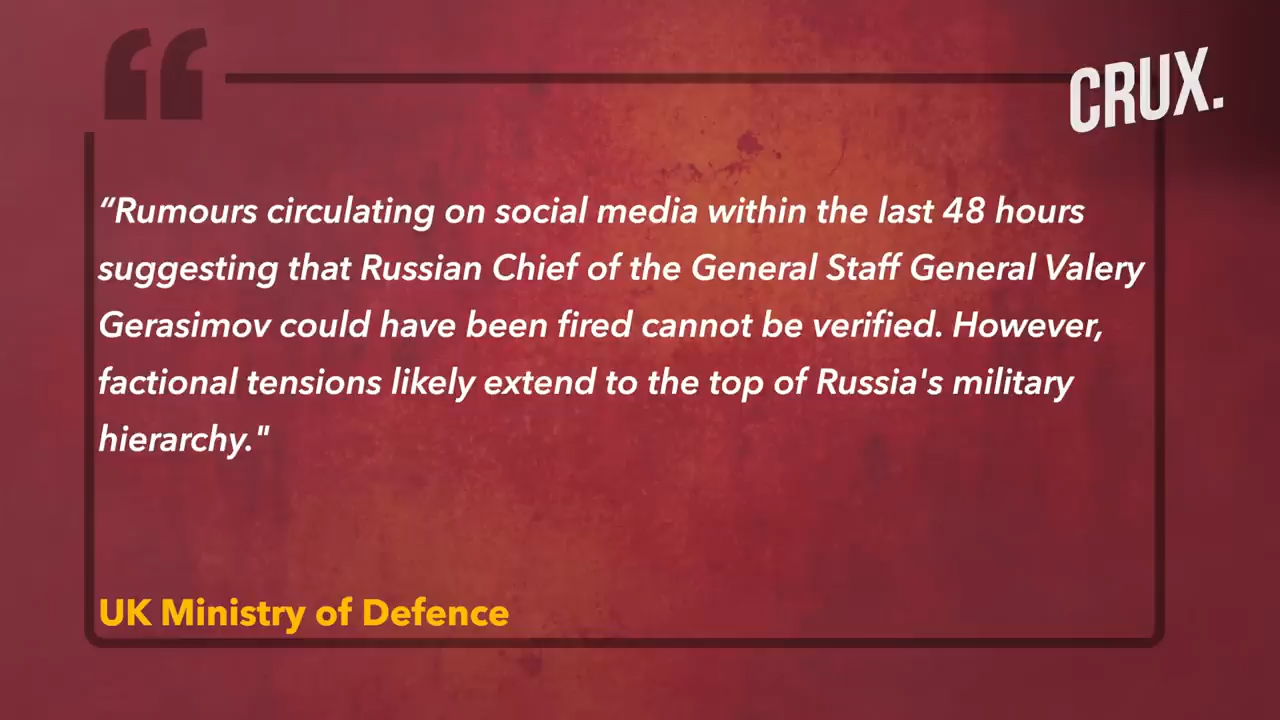 CRUX.
“Rumours circulating on social media within the last 48 hours
suggesting that Russian Chief of the General Staff General Valery
Gerasimov could have been fired cannot be verified. However,
factional tensions likely extend to the top of Russia's military
hierarchy."
UK Ministry of Defence